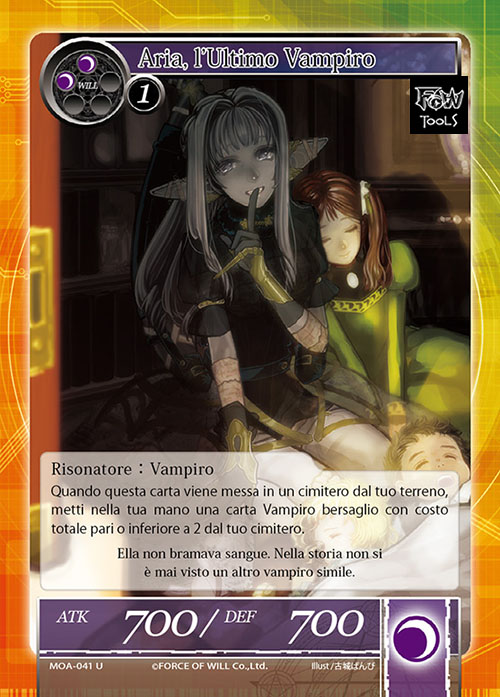 Aria, l'Ultimo Vampiro
WILL
1
FOW
TOOLS
Risonatore : Vampiro
Quando questa carta viene messa in un cimitero dal tuo terreno,
metti nella tua mano una carta Vampiro bersaglio con costo
totale pari o inferiore a 2 dal tuo cimitero.
Ella non bramava sangue. Nella storia non si
è mai visto un altro vampiro simile.
ATK 700 / DEF 700
MOA-041 U ©FORCE OF WILL Co.,Ltd. Illust / 古城ばんび